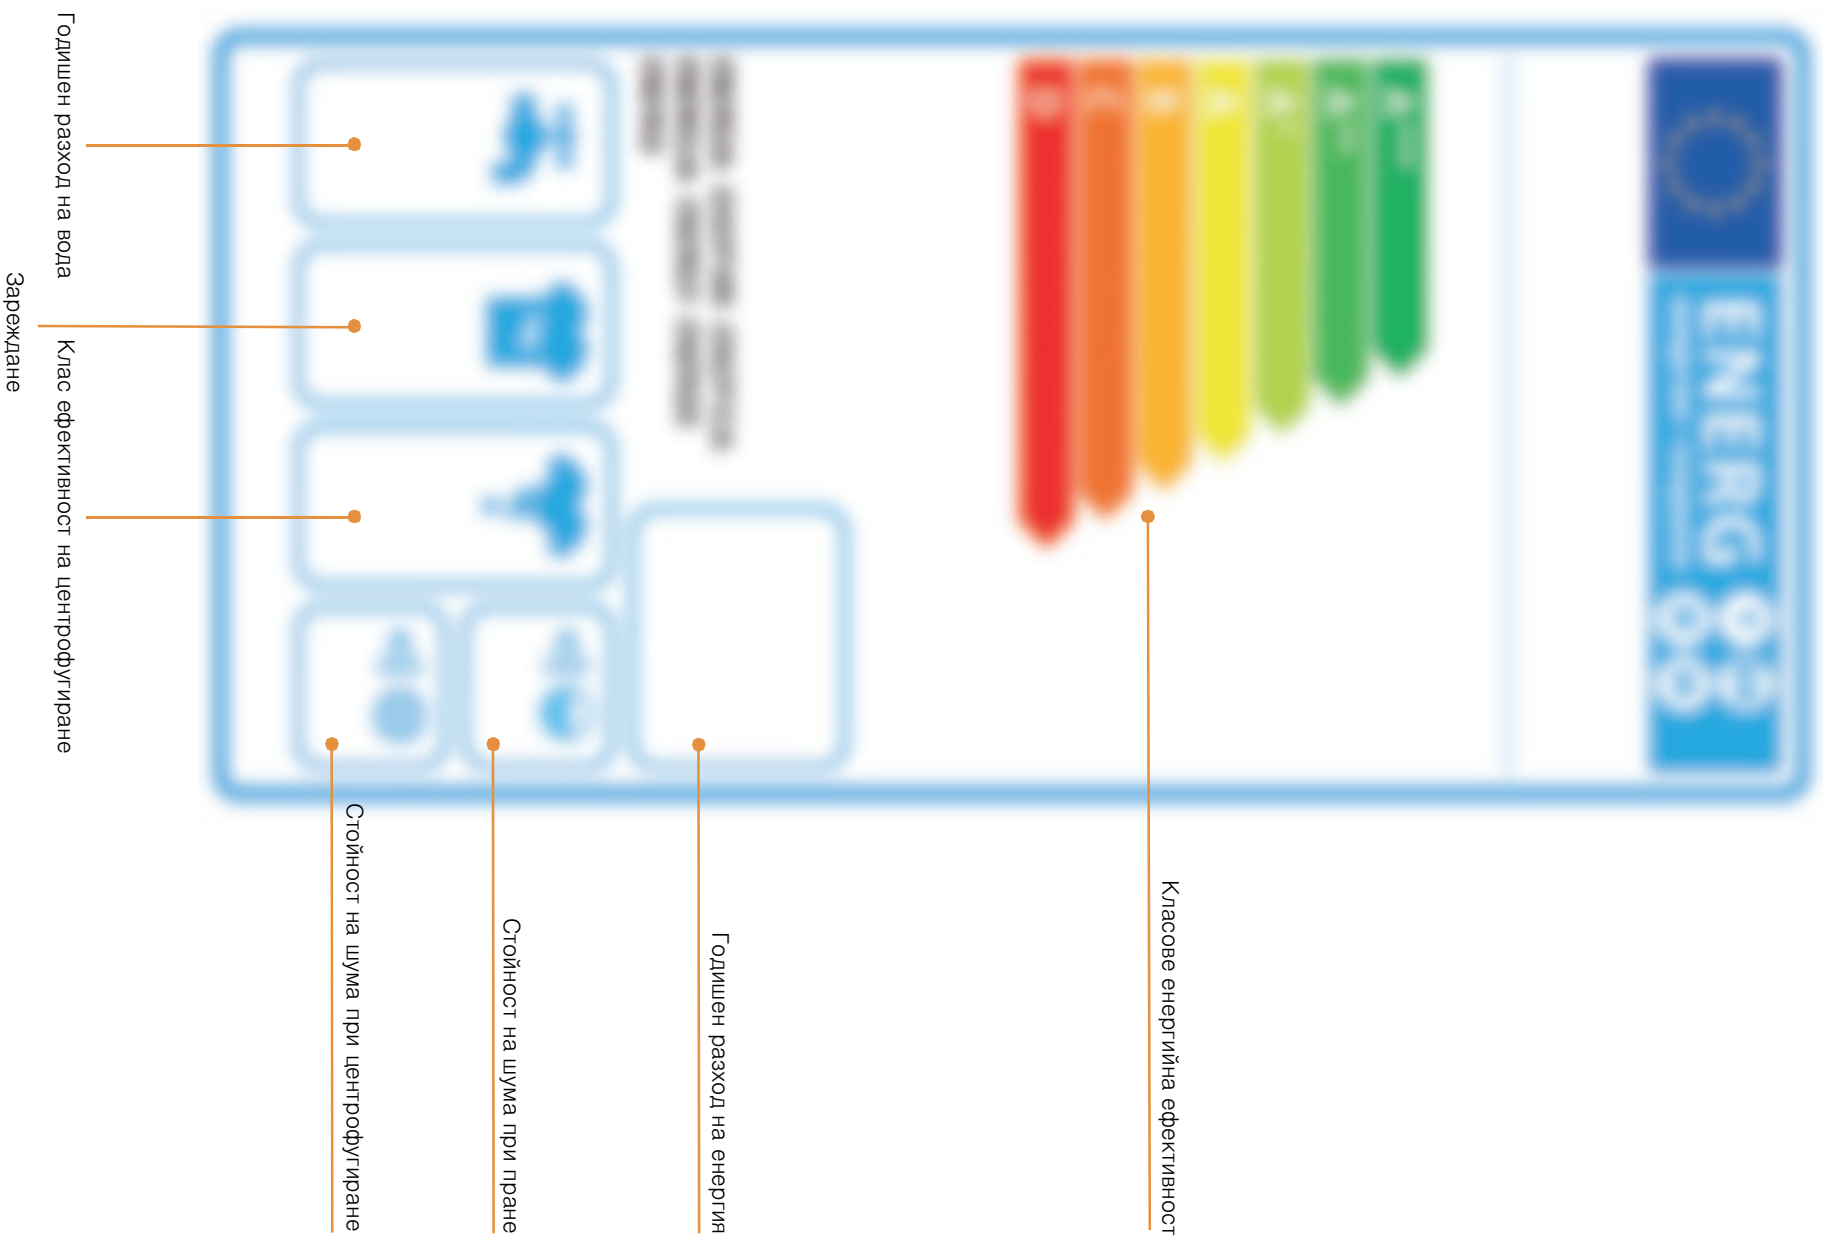 ENERG
A
A
A
A
B
C
D
Класове енергийна ефективност
Годишен разход на енергия
Стойност на шума при пране
Стойност на шума при центрофугиране
Годишен разход на вода
Клас ефективност на центрофугиране
Зареждане